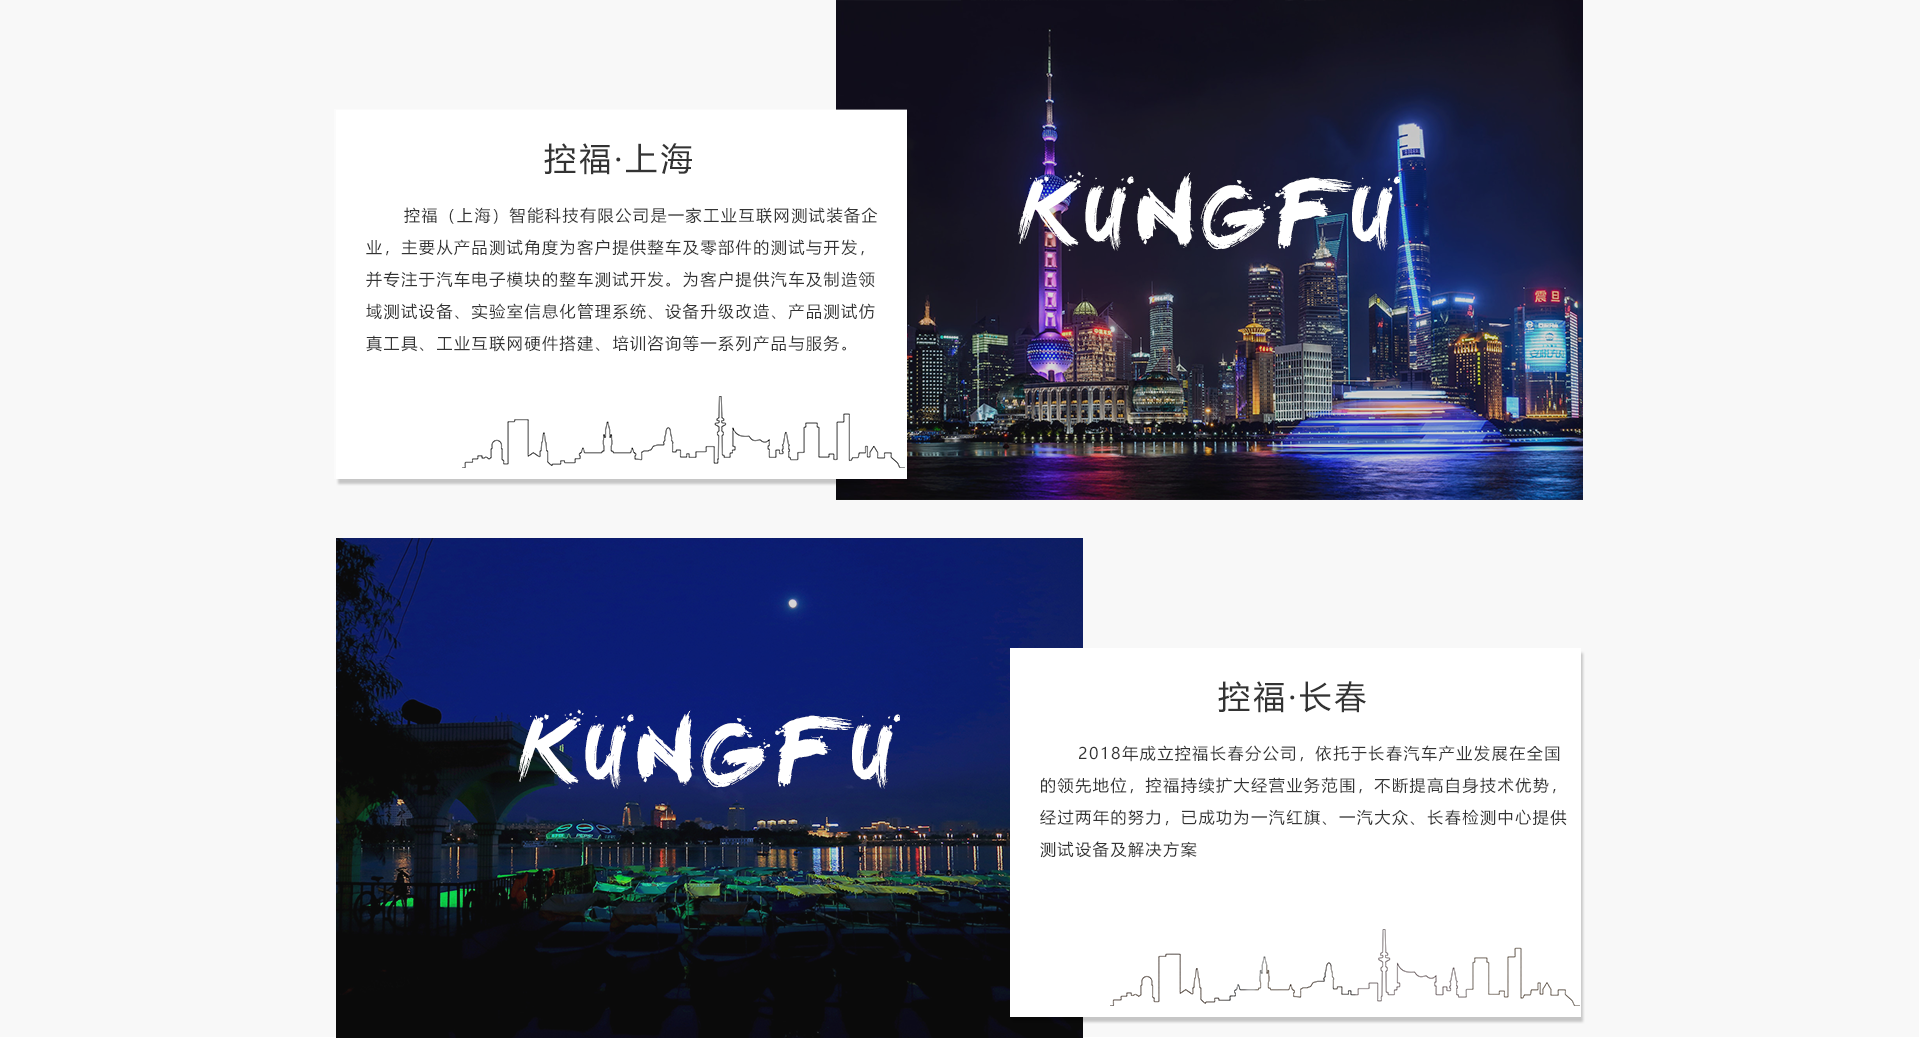 控福·上海
控福（上海）智能科技有限公司是一家工业互联网测试装备企
业，主要从产品测试角度为客户提供整车及零部件的测试与开发，
并专注于汽车电子模块的整车测试开发。为客户提供汽车及制造领
域测试设备、实验室信息化管理系统、设备升级改造、产品测试仿
真工具、工业互联网硬件搭建、培训咨询等一系列产品与服务。
KUNGFU
震旦
KUNGFU
控福·长春
2018年成立控福长春分公司，依托于长春汽车产业发展在全国
的领先地位，控福持续扩大经营业务范围，不断提高自身技术优势，
经过两年的努力，已成功为一汽红旗、一汽大众、长春检测中心提供
测试设备及解决方案